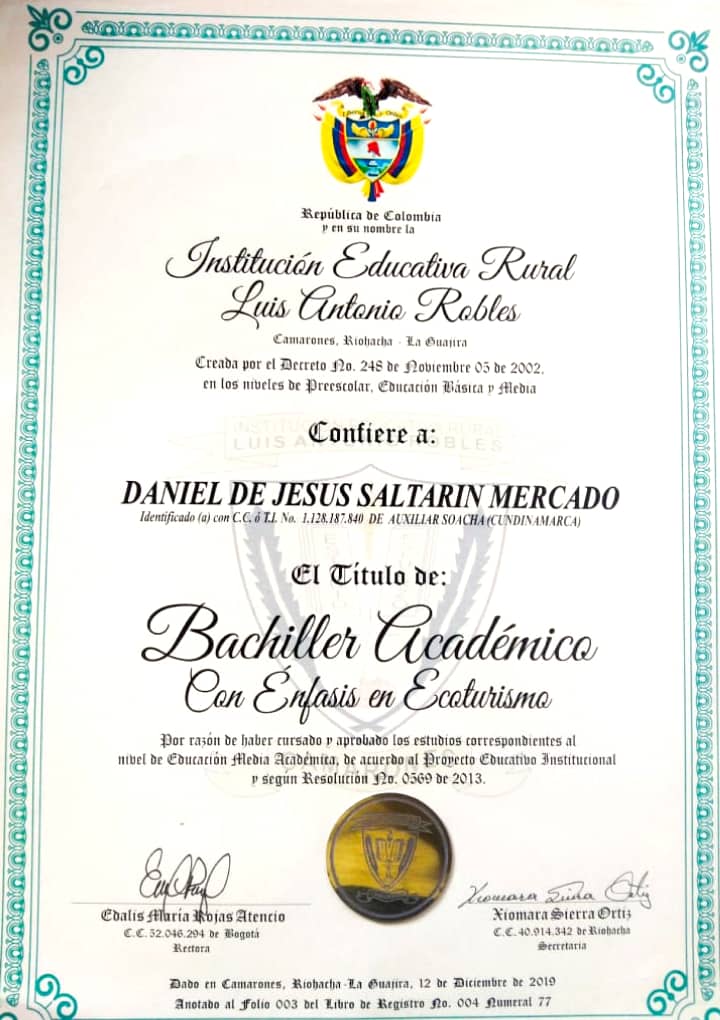 Libertad y Orden
República de Colombia
y en su nombre la
Institución Educativa Rural
Luis Antonio Robles
Camarones, Riohacha - La Guajira
Creada por el Decreto No. 248 de Noviembre 05 de 2002,
en los niveles de Preescolar, Educación Básica y Media
INSTITUCIÓN EDUCATIVA RURAL
LUIS ANTONIO ROBLES
Confiere a:
DANIEL DE JESUS SALTARIN MERCADO
Identificado (a) con C.C. ó T.I. No. 1.128.187.840 DE AUXILIAR SOACHA (CUNDINAMARCA)
El Título de:
Bachiller Académico
Con Énfasis en Ecoturismo
Por razón de haber cursado y aprobado los estudios correspondientes al
nivel de Educación Media Académica, de acuerdo al Proyecto Educativo Institucional
y según Resolución No. 0569 de 2013.
CAMARONES
Edalis María Rojas Atencio
C.C. 52.046.294 de Bogotá
Rectora
Xiomara Sierra Ortiz
Xiomara Sierra Ortiz
C.C. 40.914.342 de Riohacha
Secretaria
Dado en Camarones, Riohacha -La Guajira, 12 de Diciembre de 2019
Anotado al Folio 003 del Libro de Registro No. 004 Numeral 77